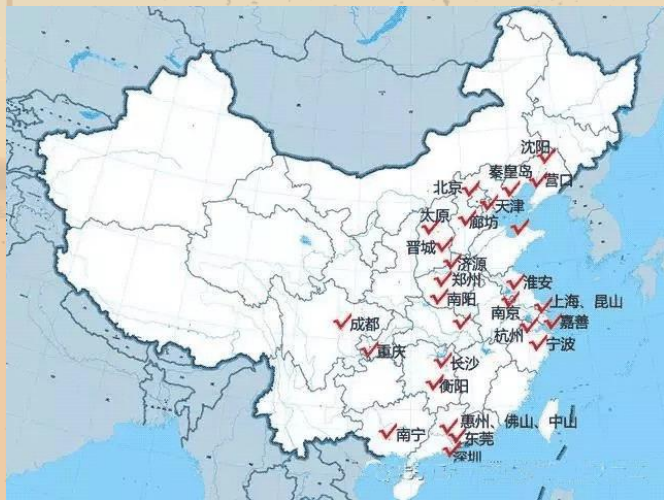 沈阳
秦皇岛
营口
北京
天津
太原
廊坊
晋城
济源
郑州
淮安
南阳
上海、昆山
南京
成都
嘉善
杭州
重庆
宁波
长沙
衡阳
惠州、佛山、中山
南宁
东莞
深圳